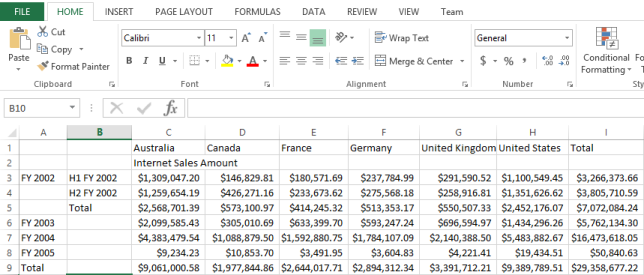 FILE HOME INSERT PAGE LAYOUT FORMULAS DATA REVIEW VIEW Team
Cut
Copy
Format Painter
Paste
Clipboard
Calibri 11 A A
B I U A
Font
Wrap Text
Merge & Center
Alignment
General
$ % , .0 .00 .00 .0
Number
Conditional
Formatting
B10 fx
A B C D E F G H I
1 Australia Canada France Germany United Kingdom United States Total
2 Internet Sales Amount
3 FY 2002 H1 FY 2002 $1,309,047.20 $146,829.81 $180,571.69 $237,784.99 $291,590.52 $1,100,549.45 $3,266,373.66
4 H2 FY 2002 $1,259,654.19 $426,271.16 $233,673.62 $275,568.18 $258,916.81 $1,351,626.62 $3,805,710.59
5 Total $2,568,701.39 $573,100.97 $414,245.32 $513,353.17 $550,507.33 $2,452,176.07 $7,072,084.24
6 FY 2003 $2,099,585.43 $305,010.69 $633,399.70 $593,247.24 $696,594.97 $1,434,296.26 $5,762,134.30
7 FY 2004 $4,383,479.54 $1,088,879.50 $1,592,880.75 $1,784,107.09 $2,140,388.50 $5,483,882.67 $16,473,618.05
8 FY 2005 $9,234.23 $10,853.70 $3,491.95 $3,604.83 $4,221.41 $19,434.51 $50,840.63
9 Total $9,061,000.58 $1,977,844.86 $2,644,017.71 $2,894,312.34 $3,391,712.21 $9,389,789.51 $29,358,677.22